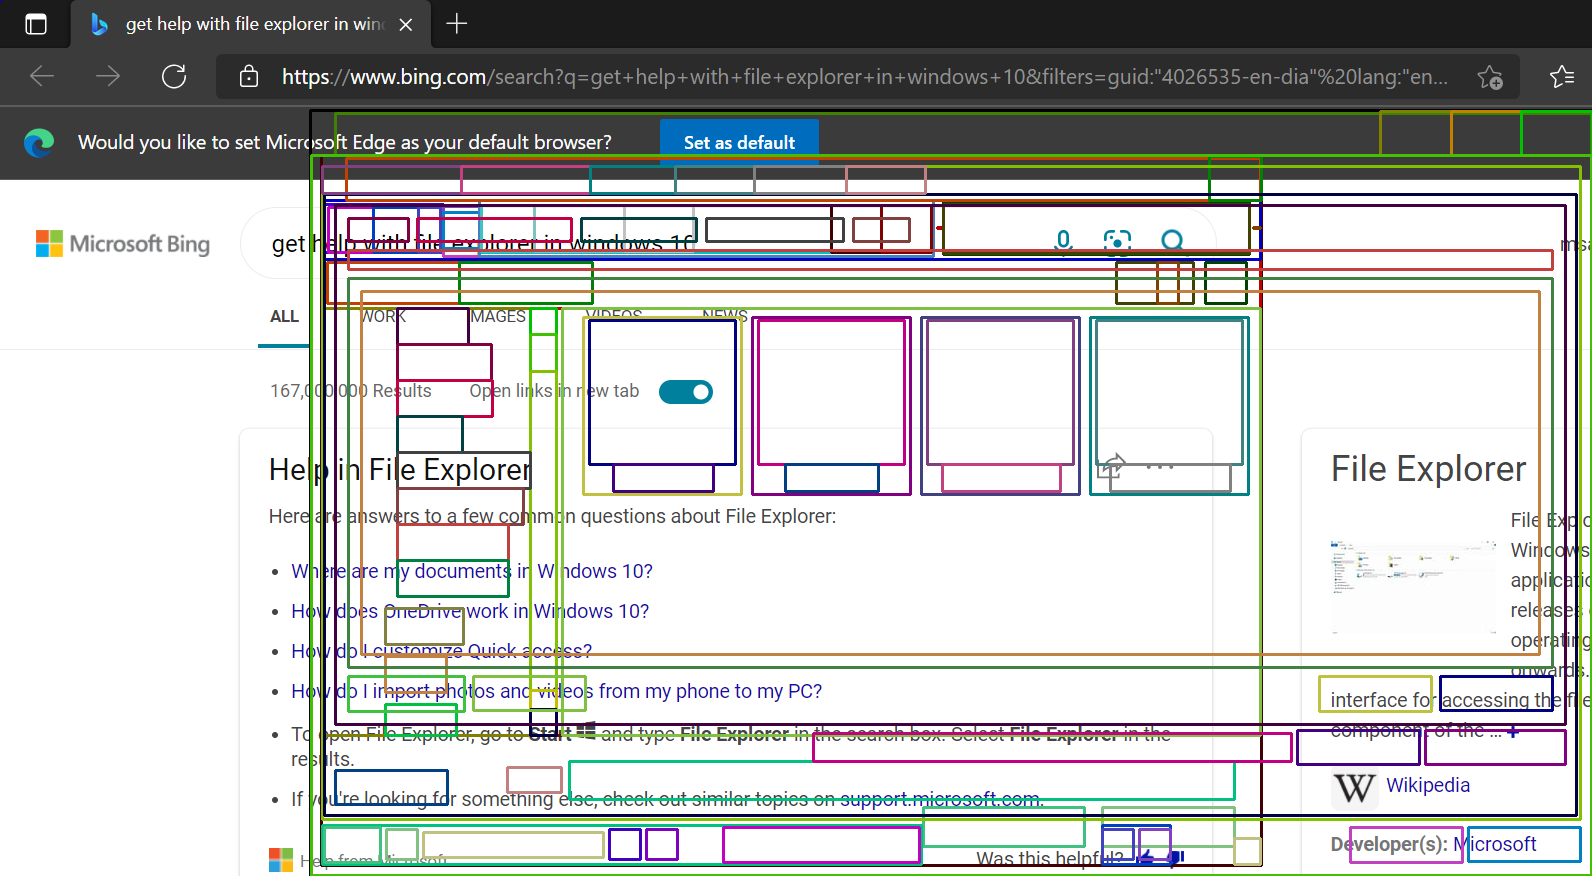 get help with file explorer in win
https://www.bing.com/search?q=get+help+with+file+explorer+in+windows+10&filters=guid:"4026535-en-dia"%20lang:"en...
Would you like to set Microsoft Edge as your default browser?
Set as default
Microsoft Bing
get help with file explorer in windows 10
msa
ALL
WORK
IMAGES
VIDEOS
NEWS
167,000,000 Results
Open links in new tab
Help in File Explorer
Here are answers to a few common questions about File Explorer:
• Where are my documents in Windows 10?
• How does OneDrive work in Windows 10?
• How do I customize Quick access?
• How do I import photos and videos from my phone to my PC?
• To open File Explorer, go to Start and type File Explorer in the search box. Select File Explorer in the
results.
• If you're looking for something else, check out similar topics on support.microsoft.com.
Help from Microsoft
Was this helpful?
File Explorer
File Exp
Windows
applicati
releases
operating
onwards.
interface for accessing the file
component of the ... +
W Wikipedia
Developer(s): Microsoft